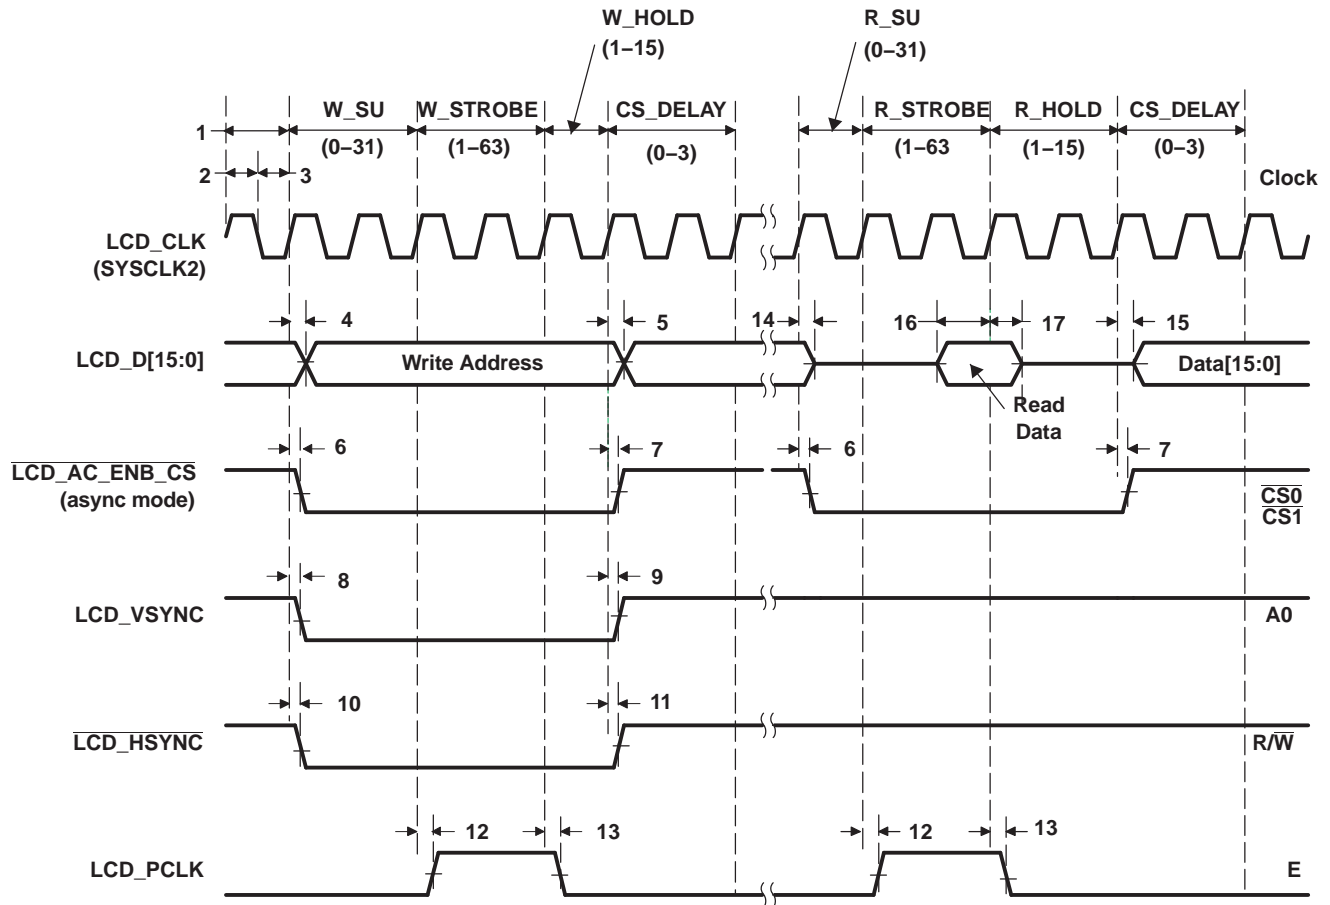 W_HOLD
(1–15)
R_SU
(0–31)
W_SU
(0–31)
W_STROBE
(1–63)
CS_DELAY
(0–3)
R_STROBE
(1–63
R_HOLD
(1–15)
CS_DELAY
(0–3)
1
2
3
Clock
LCD_CLK
(SYSCLK2)
4
5
14
16
17
15
LCD_D[15:0]
Write Address
Data[15:0]
Read
Data
6
7
6
7
LCD_AC_ENB_CS
(async mode)
CS0
CS1
8
9
LCD_VSYNC
A0
10
11
LCD_HSYNC
R/W
12
13
12
13
LCD_PCLK
E